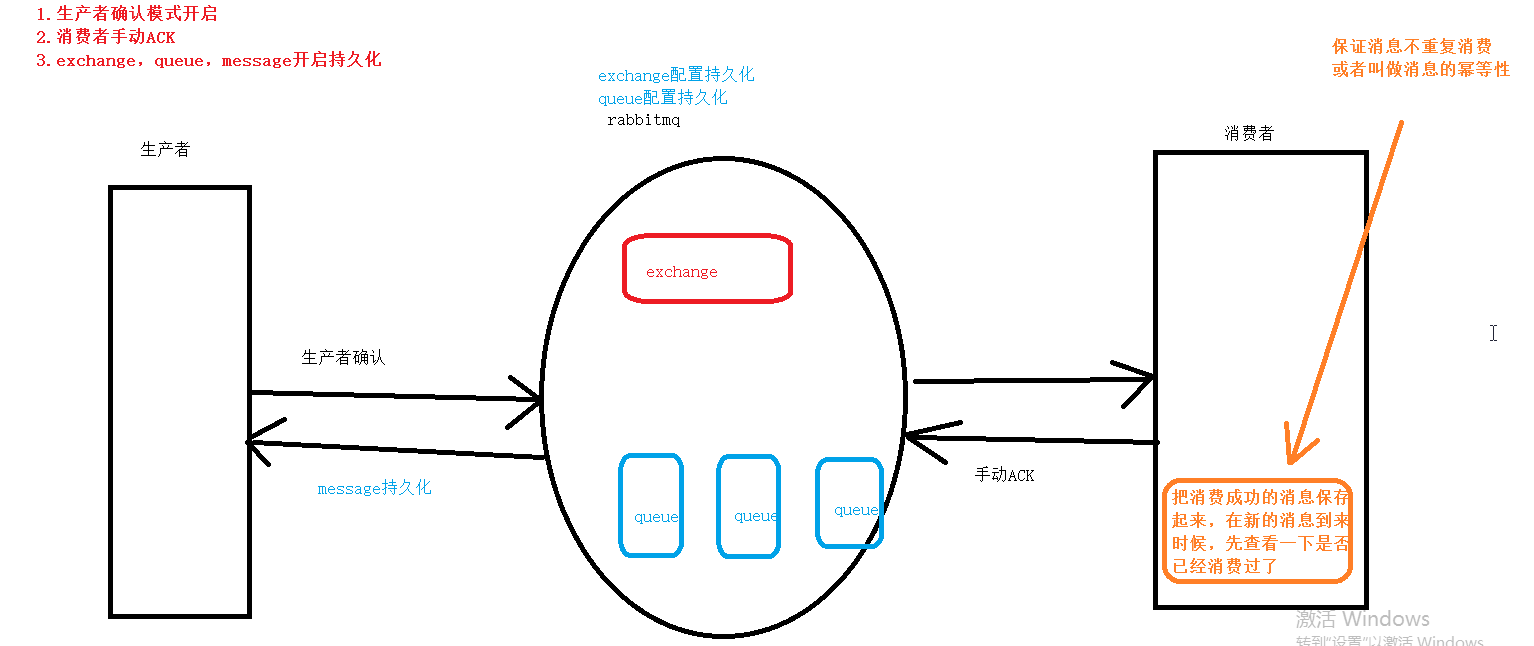 1.生产者确认模式开启
2.消费者手动ACK
3.exchange，queue，message开启持久化
exchange配置持久化
queue配置持久化
rabbitmq
保证消息不重复消费
或者叫做消息的幂等性
生产者
消费者
exchange
生产者确认
message持久化
手动ACK
queue
queue
queue
把消费成功的消息保存
起来，在新的消息到来
时候，先查看一下是否
已经消费过了
激活 Windows
转到"设置"以激活 Windows